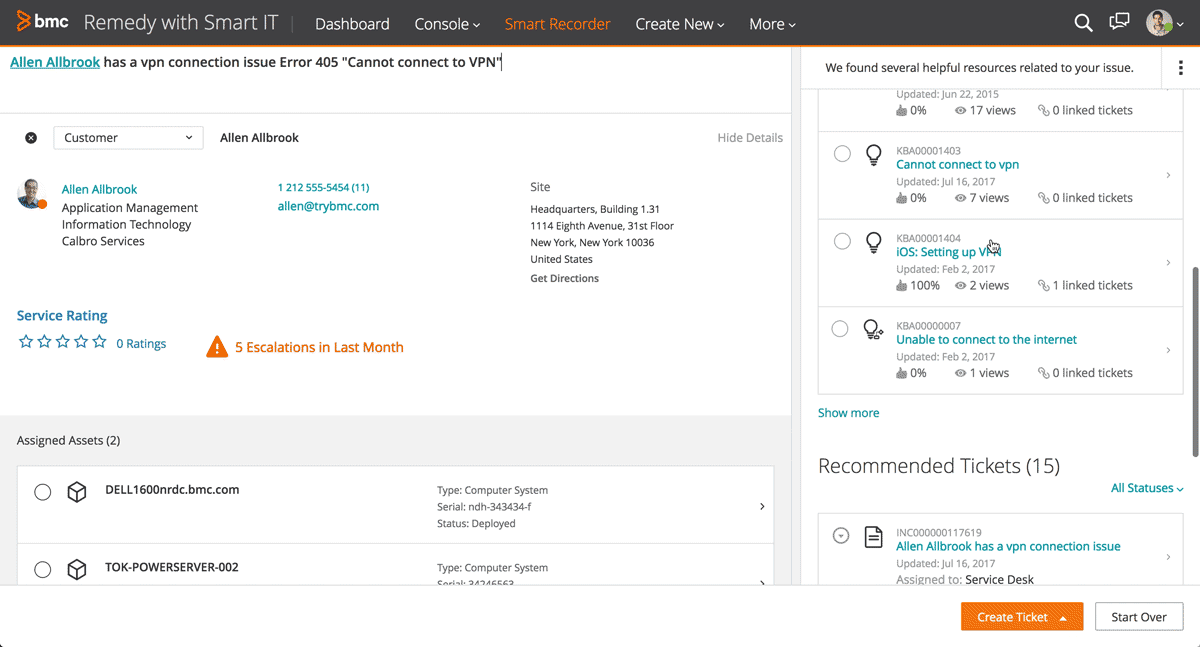 bmc Remedy with Smart IT Dashboard Console Smart Recorder Create New More
Allen Allbrook has a vpn connection issue Error 405 "Cannot connect to VPN"
Customer Allen Allbrook Hide Details
Allen Allbrook
Application Management
Information Technology
Calbro Services
1 212 555-5454 (11)
allen@trybmc.com
Site
Headquarters, Building 1.31
1114 Eighth Avenue, 31st Floor
New York, New York 10036
United States
Get Directions
Service Rating
0 Ratings
5 Escalations in Last Month
Assigned Assets (2)
DELL1600nrdc.bmc.com
Type: Computer System
Serial: ndh-343434-f
Status: Deployed
TOK-POWERSERVER-002
Type: Computer System
Serial: 34246563
We found several helpful resources related to your issue.
Updated: Jun 22, 2015
0% 17 views 0 linked tickets
KBA00001403
Cannot connect to vpn
Updated: Jul 16, 2017
0% 7 views 0 linked tickets
KBA00001404
iOS: Setting up VPN
Updated: Feb 2, 2017
100% 2 views 1 linked tickets
KBA00000007
Unable to connect to the internet
Updated: Feb 2, 2017
0% 1 views 0 linked tickets
Show more
Recommended Tickets (15)
All Statuses
INC000000117619
Allen Allbrook has a vpn connection issue
Updated: Jul 16, 2017
Assigned to: Service Desk
Create Ticket Start Over